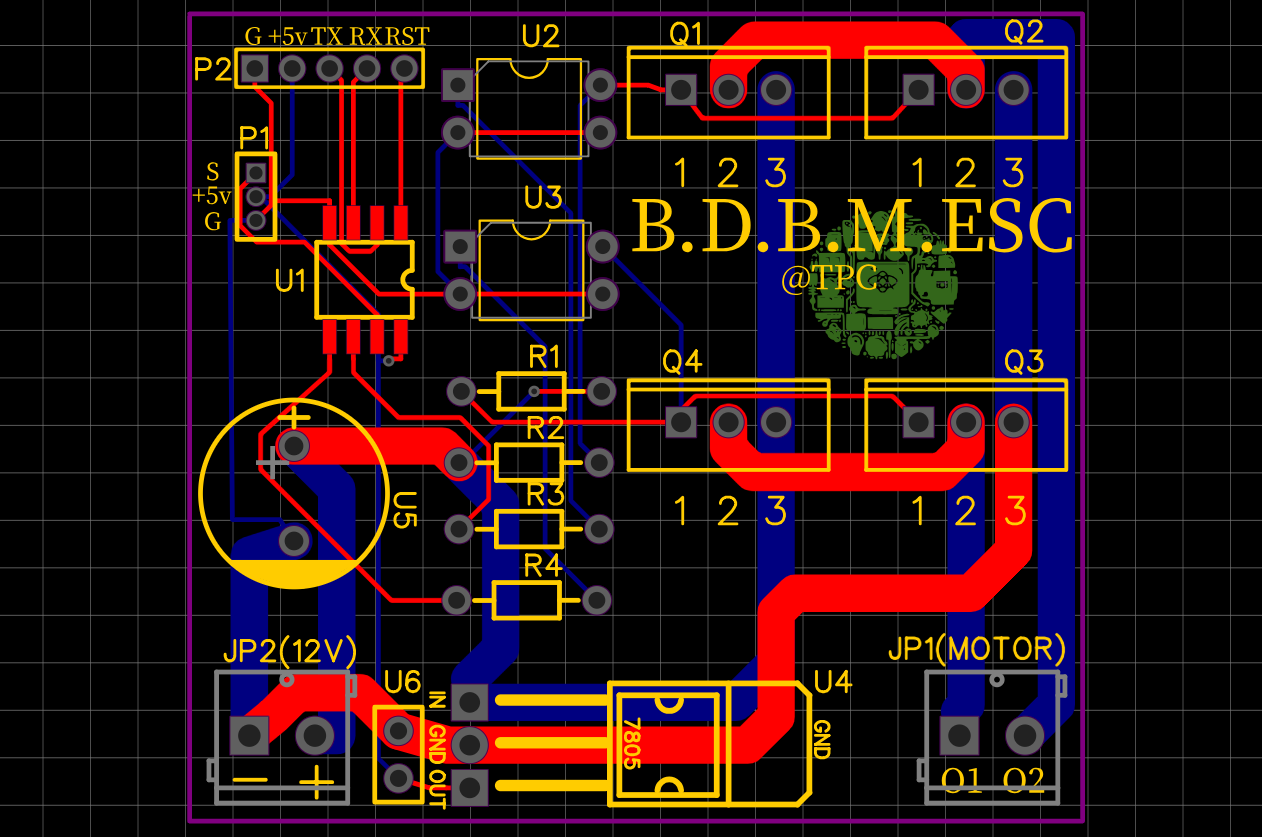 G +5v TX RX RST
P2
U2
Q1
Q2
P1
S
+5v
G
1 2 3
1 2 3
U3
B.D.B.M.ESC
@TPC
U1
R1
Q4
Q3
R2
+
+
R3
U5
1 2 3
1 2 3
R4
JP2(12V)
JP1(MOTOR)
U6
U4
IN
GND
OUT
7805
GND
− +
O1 O2